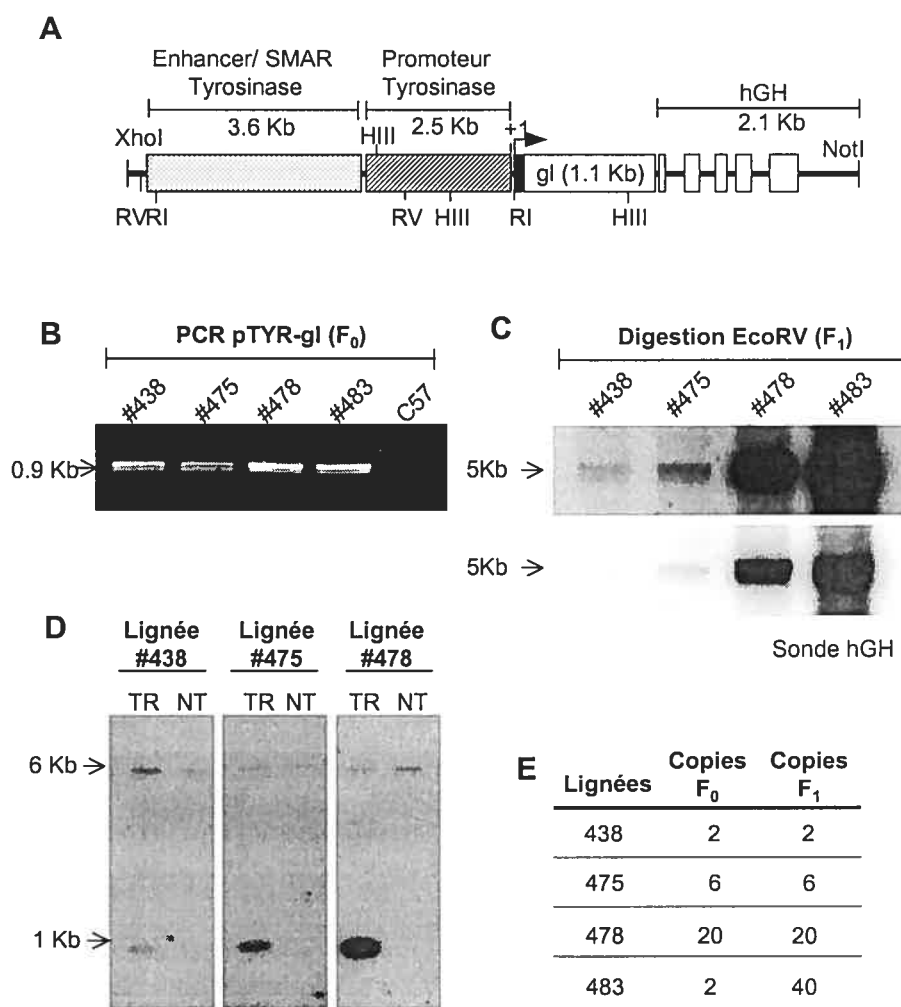 A
Enhancer/ SMAR
Tyrosinase
Promoteur
Tyrosinase
hGH
3.6 Kb
2.5 Kb
+1
2.1 Kb
XhoI
HIII
NotI
gI (1.1 Kb)
RVRI
RV
HIII
RI
HIII
B
PCR pTYR-gI (F0)
#438
#475
#478
#483
C57
0.9 Kb
C
Digestion EcoRV (F1)
#438
#475
#478
#483
5Kb
5Kb
Sonde hGH
D
Lignée
#438
Lignée
#475
Lignée
#478
TR NT
TR NT
TR NT
6 Kb
1 Kb
E
Lignées
Copies
F0
Copies
F1
438 2 2
475 6 6
478 20 20
483 2 40